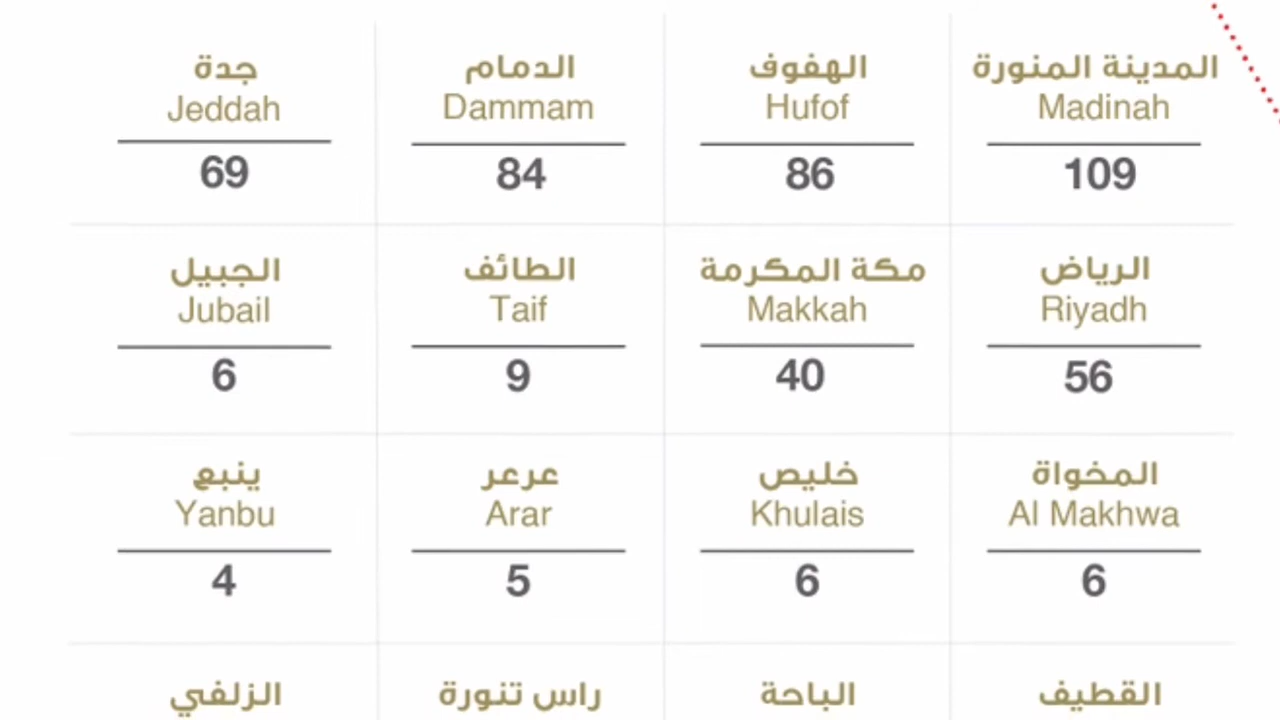 المدينة المنورة
Madinah
109
الهفوف
Hufof
86
الدمام
Dammam
84
جدة
Jeddah
69
الرياض
Riyadh
56
مكة المكرمة
Makkah
40
الطائف
Taif
9
الجبيل
Jubail
6
المخواة
Al Makhwa
6
خليص
Khulais
6
عرعر
Arar
5
ينبع
Yanbu
4
القطيف
الباحة
راس تنورة
الزلفي